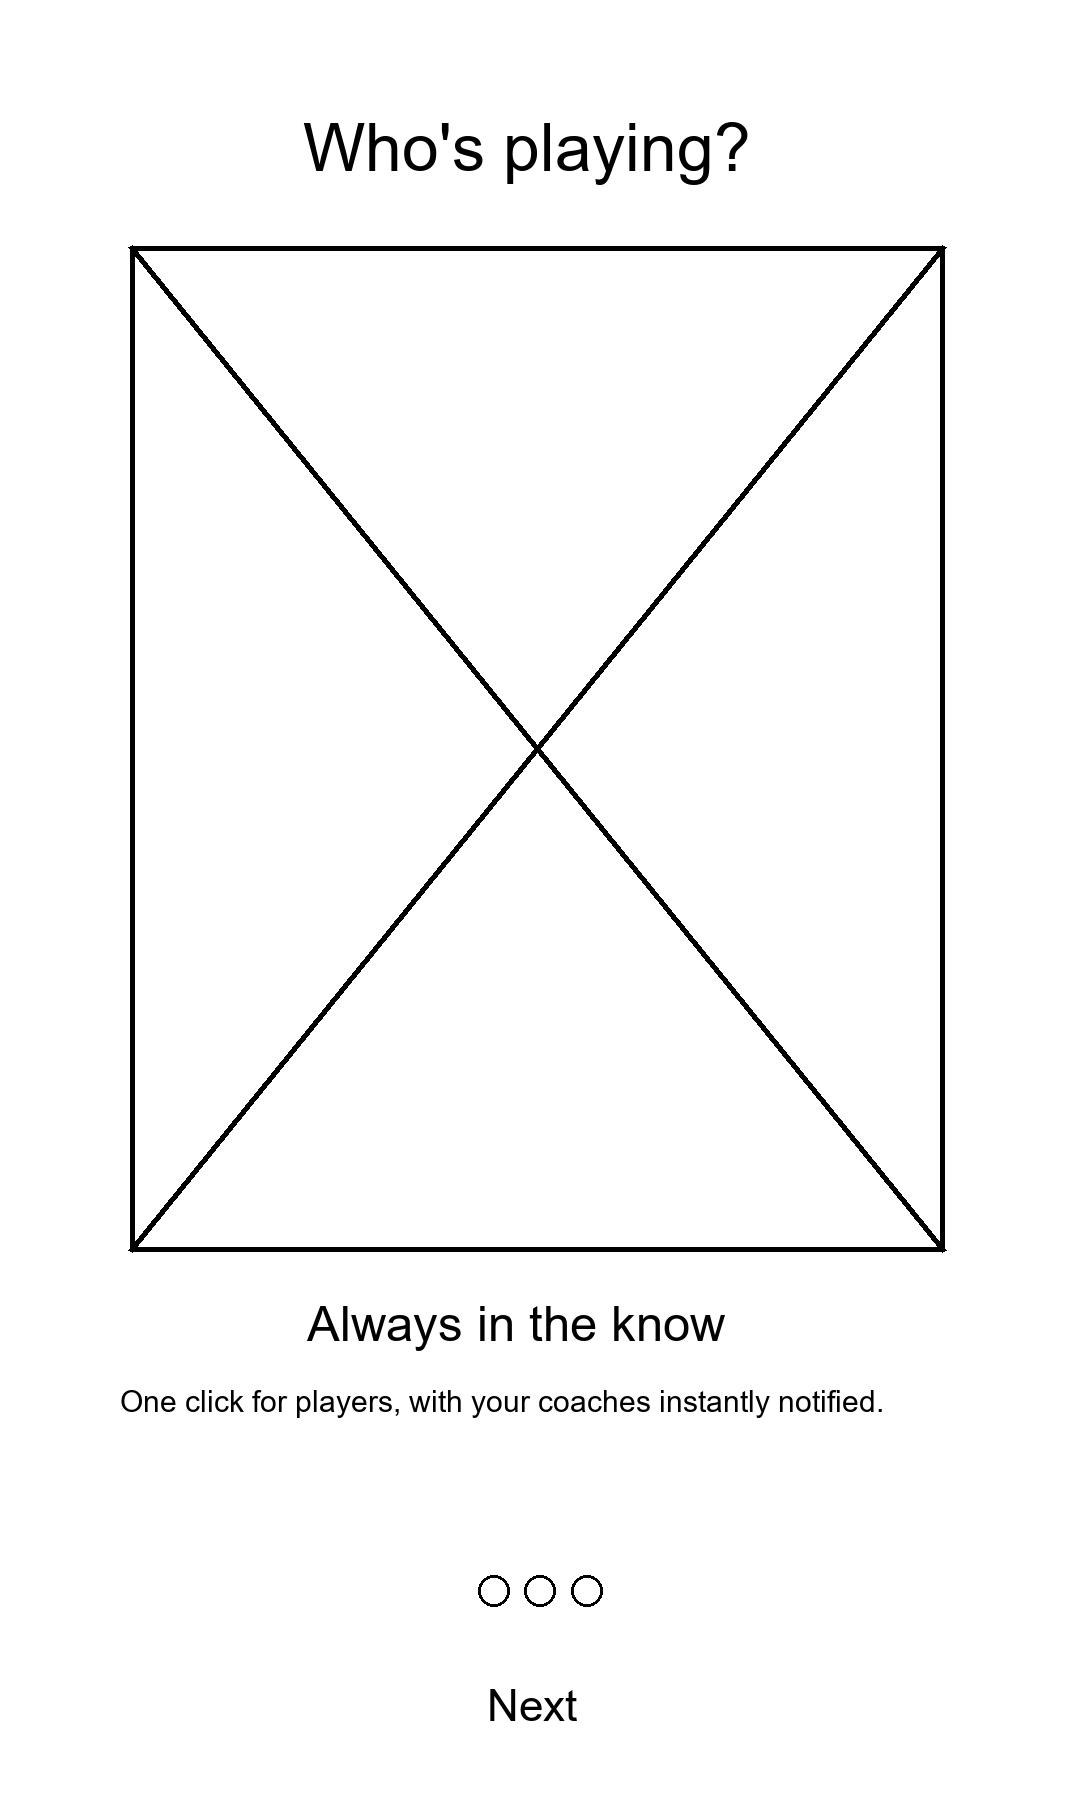 Who's playing?
Always in the know
One click for players, with your coaches instantly notified.
Next